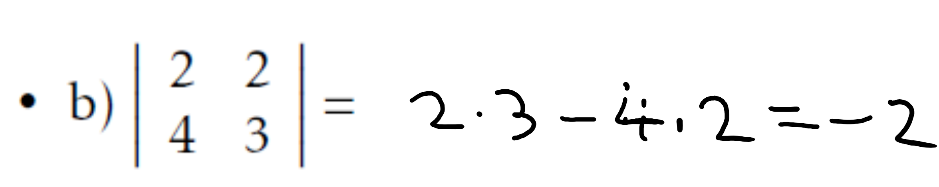 • b) | 2 2 | = 2·3 – 4·2 = –2
| 4 3 |